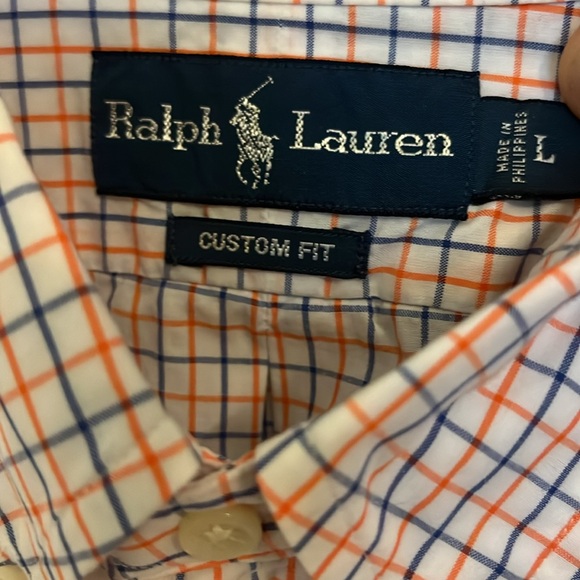 Ralph Lauren
CUSTOM FIT
MADE IN
PHILIPPINES
L